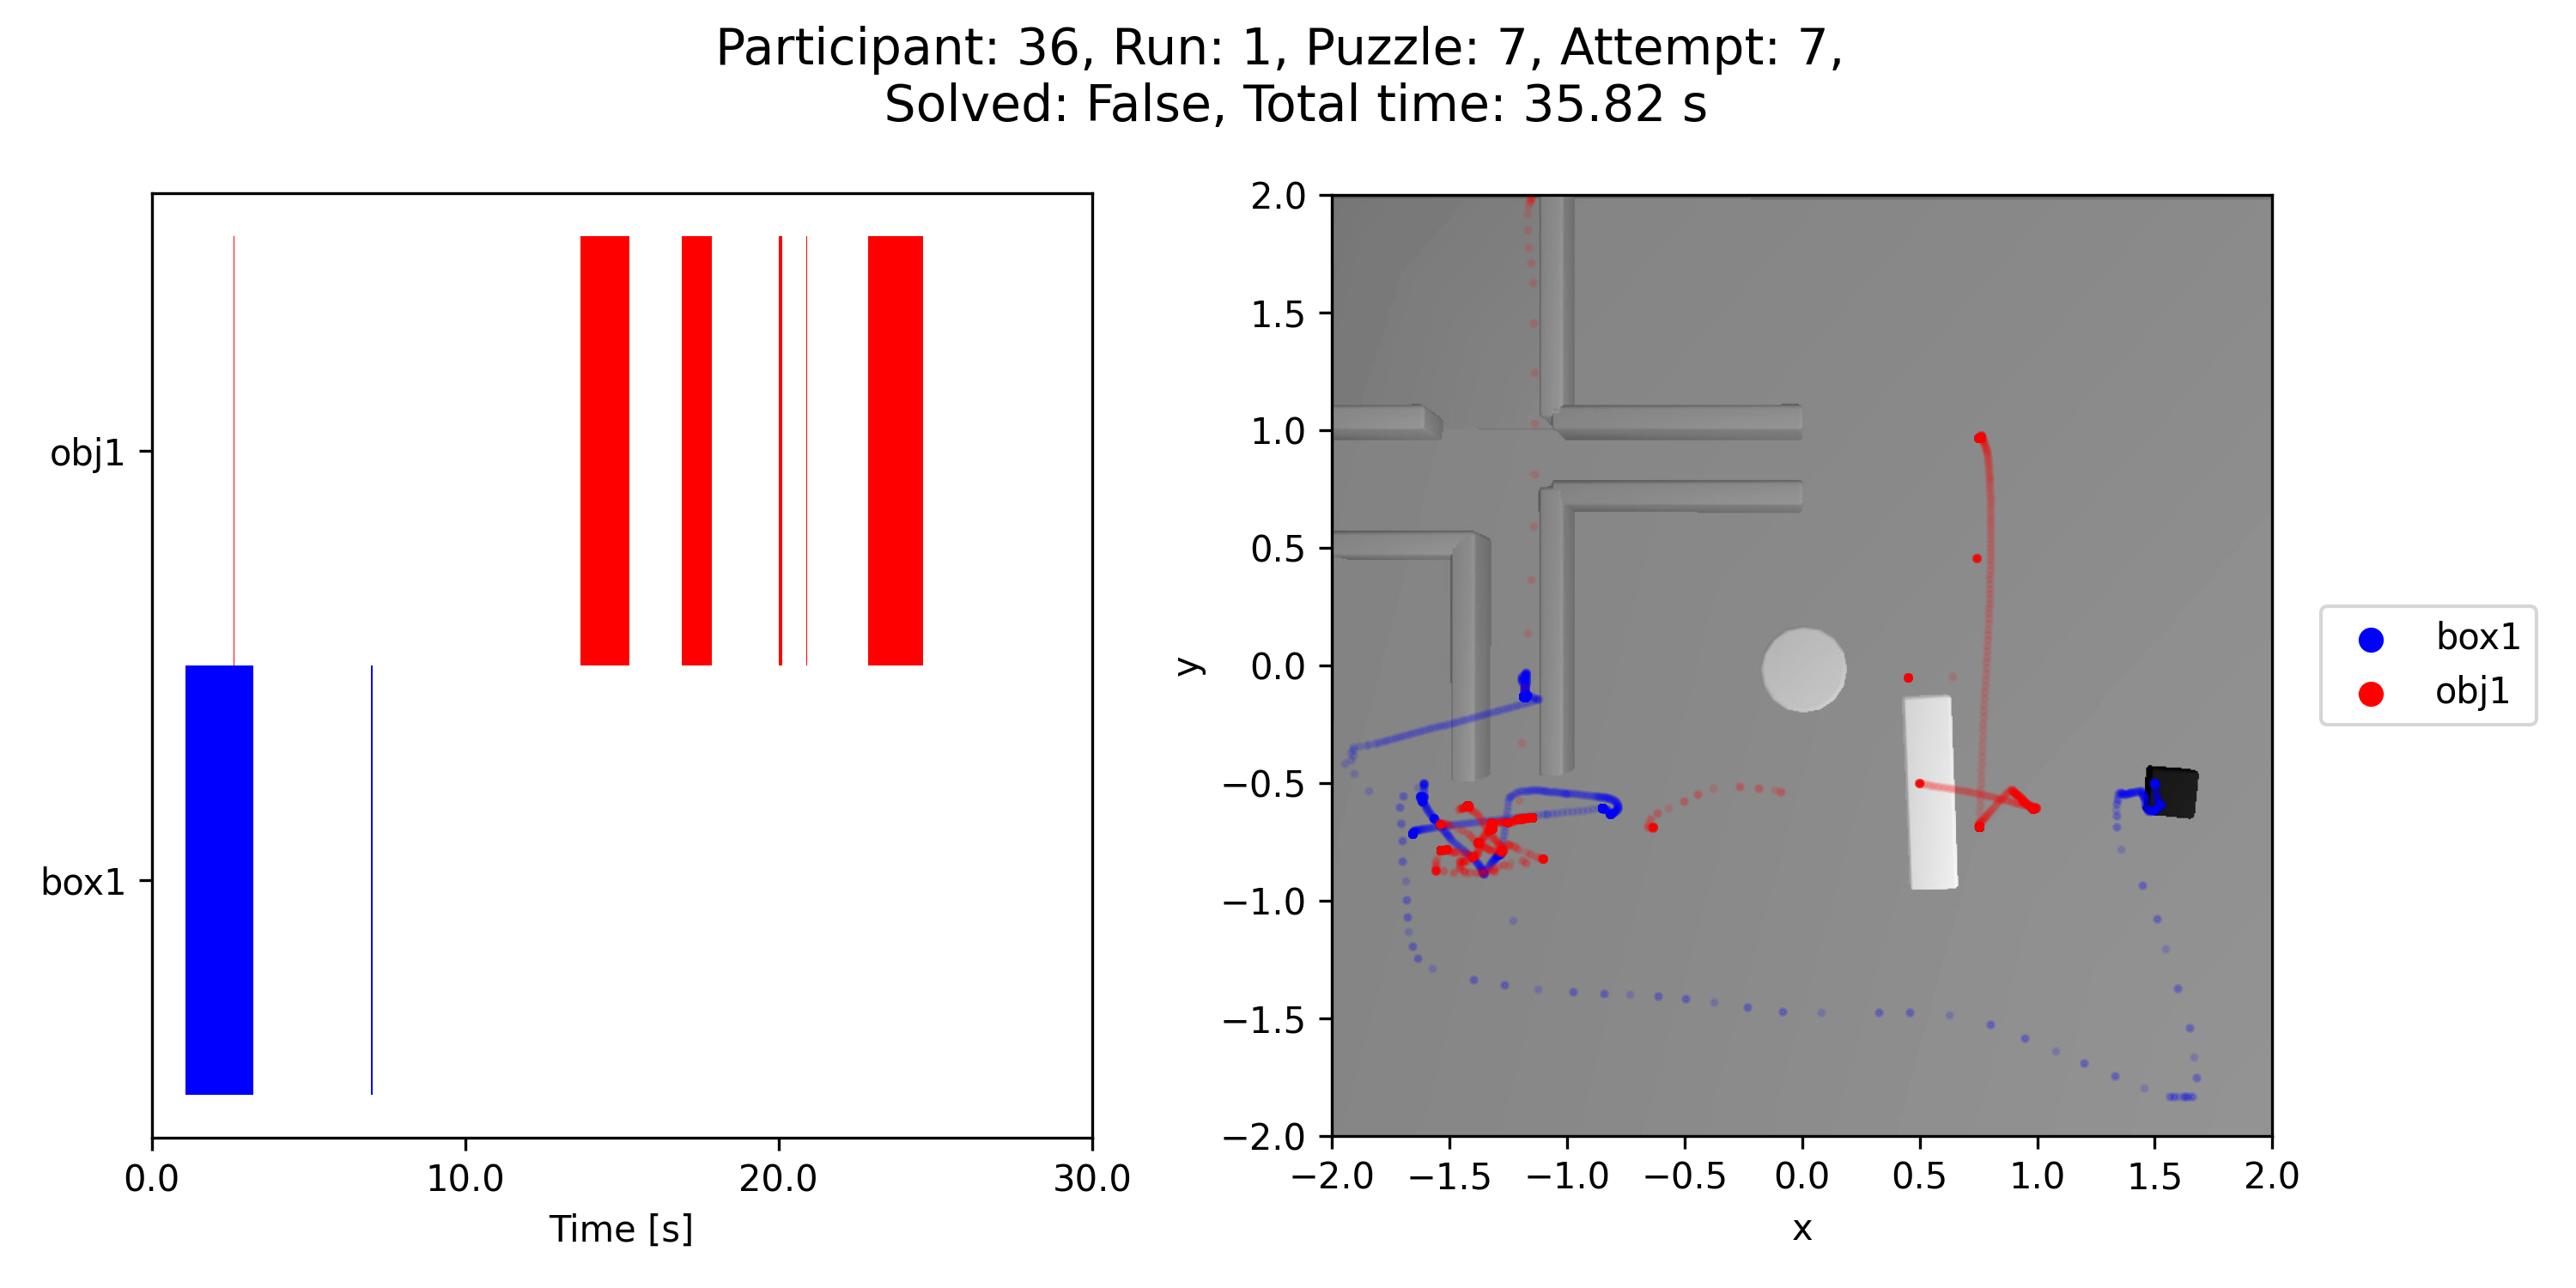 Participant: 36, Run: 1, Puzzle: 7, Attempt: 7,
Solved: False, Total time: 35.82 s
obj1
box1
0.0 10.0 20.0 30.0
Time [s]
2.0
1.5
1.0
0.5
0.0
−0.5
−1.0
−1.5
−2.0
y
−2.0 −1.5 −1.0 −0.5 0.0 0.5 1.0 1.5 2.0
x
box1
obj1